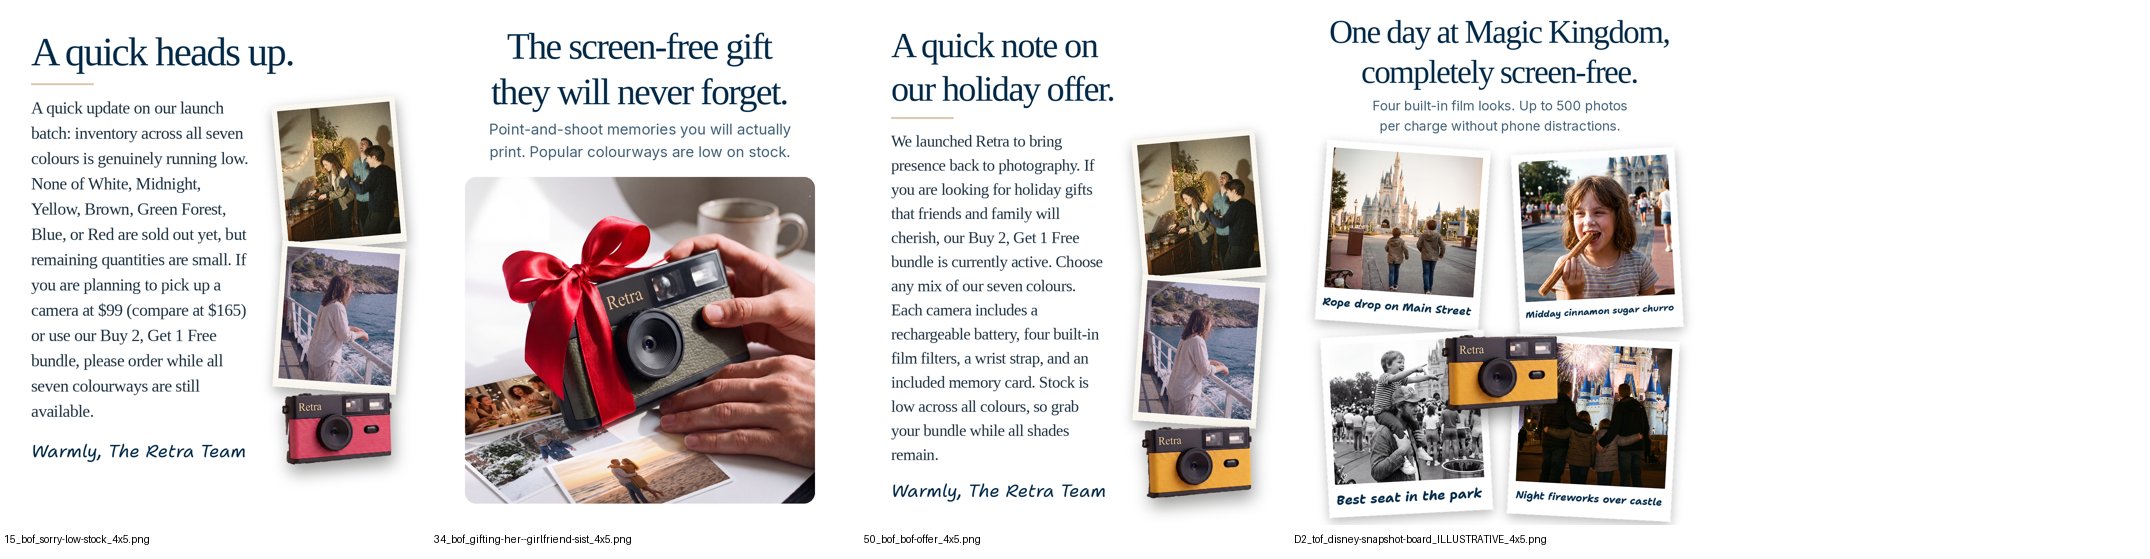 A quick heads up.
A quick update on our launch
batch: inventory across all seven
colours is genuinely running low.
None of White, Midnight,
Yellow, Brown, Green Forest,
Blue, or Red are sold out yet, but
remaining quantities are small. If
you are planning to pick up a
camera at $99 (compare at $165)
or use our Buy 2, Get 1 Free
bundle, please order while all
seven colourways are still
available.
Warmly, The Retra Team
Retra
15_bof_sorry-low-stock_4x5.png
The screen-free gift
they will never forget.
Point-and-shoot memories you will actually
print. Popular colourways are low on stock.
Retra
34_bof_gifting-her--girlfriend-sist_4x5.png
A quick note on
our holiday offer.
We launched Retra to bring
presence back to photography. If
you are looking for holiday gifts
that friends and family will
cherish, our Buy 2, Get 1 Free
bundle is currently active. Choose
any mix of our seven colours.
Each camera includes a
rechargeable battery, four built-in
film filters, a wrist strap, and an
included memory card. Stock is
low across all colours, so grab
your bundle while all shades
remain.
Warmly, The Retra Team
Retra
50_bof_bof-offer_4x5.png
One day at Magic Kingdom,
completely screen-free.
Four built-in film looks. Up to 500 photos
per charge without phone distractions.
Rope drop on Main Street
Midday cinnamon sugar churro
Retra
Best seat in the park
Night fireworks over castle
D2_tof_disney-snapshot-board_ILLUSTRATIVE_4x5.png